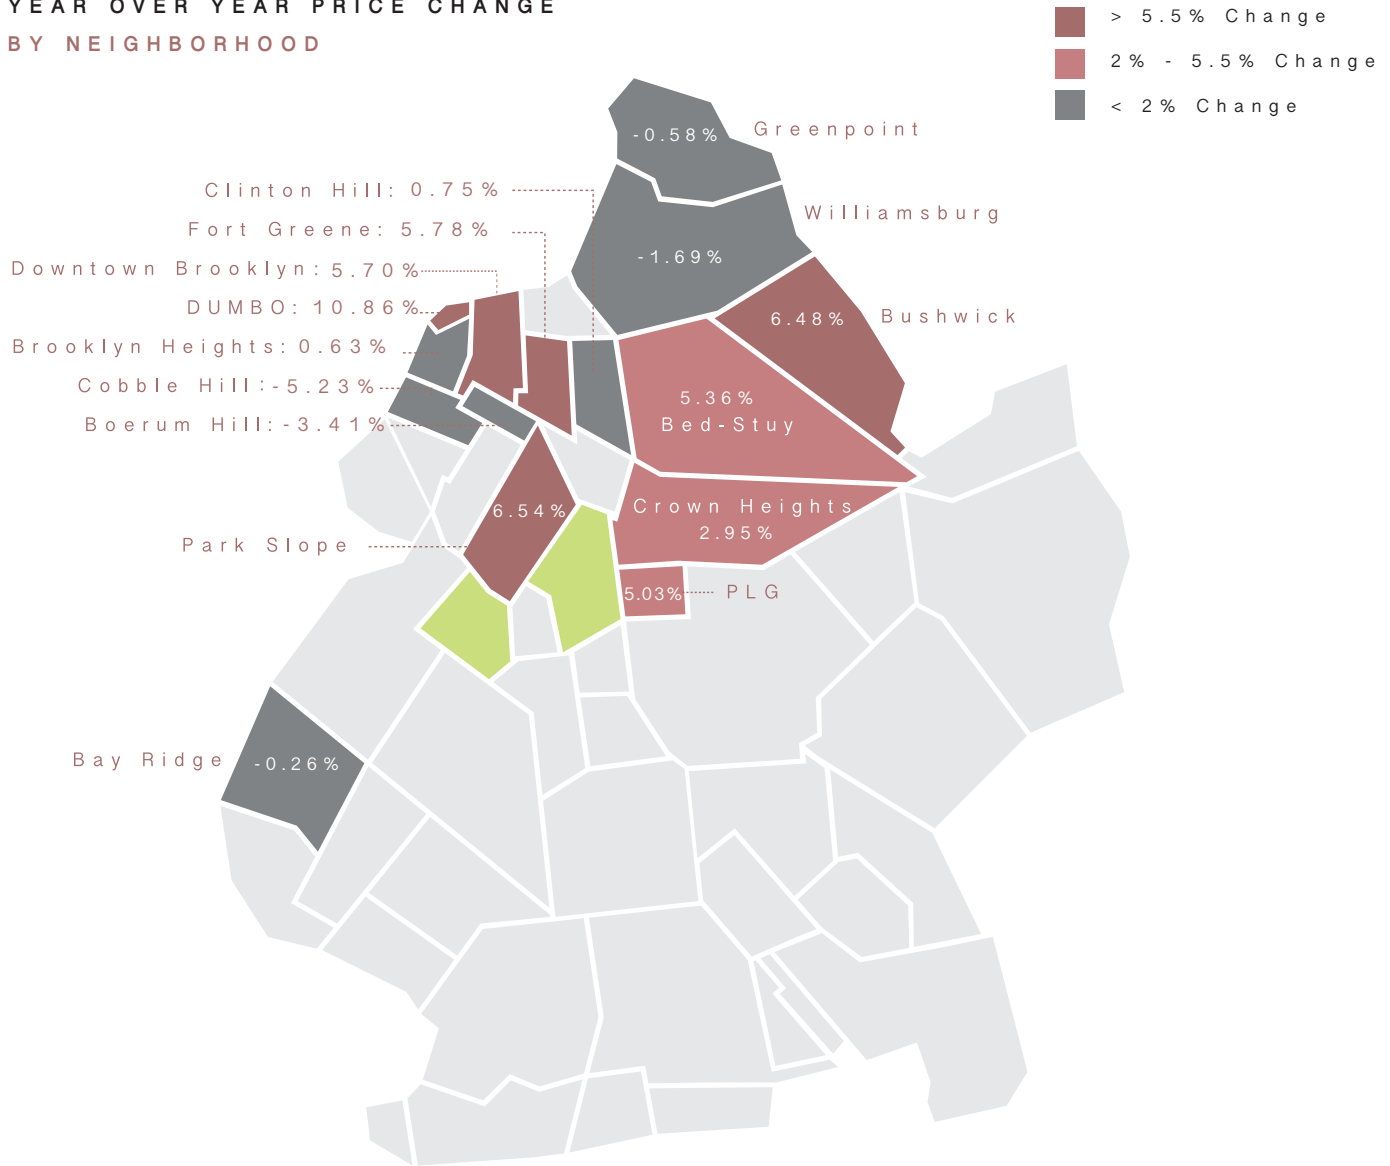 YEAR OVER YEAR PRICE CHANGE
BY NEIGHBORHOOD
> 5.5% Change
2% - 5.5% Change
< 2% Change
-0.58%
Greenpoint
Clinton Hill: 0.75%
Williamsburg
Fort Greene: 5.78%
-1.69%
Downtown Brooklyn: 5.70%
DUMBO: 10.86%
6.48%
Bushwick
Brooklyn Heights: 0.63%
Cobble Hill: -5.23%
5.36%
Bed-Stuy
Boerum Hill: -3.41%
Crown Heights
2.95%
6.54%
Park Slope
5.03%
PLG
Bay Ridge
-0.26%